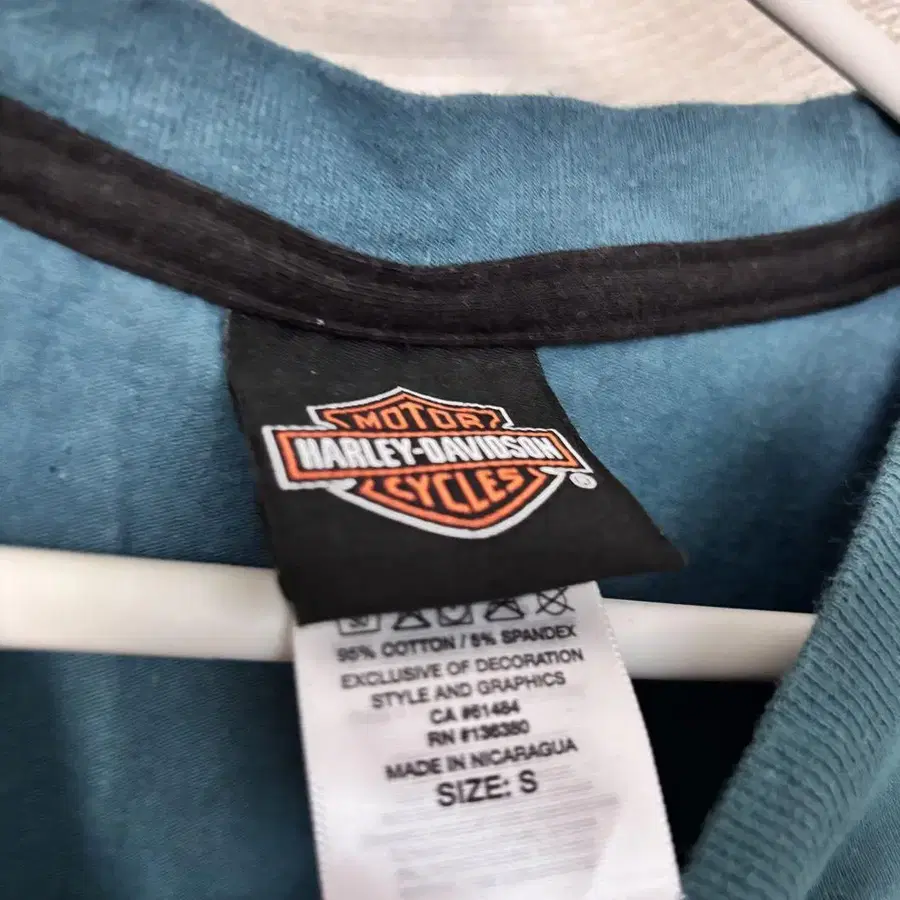 MOTOR
HARLEY-DAVIDSON
CYCLES
®
30
95% COTTON / 5% SPANDEX
EXCLUSIVE OF DECORATION
STYLE AND GRAPHICS
CA #61484
RN #136380
MADE IN NICARAGUA
SIZE: S